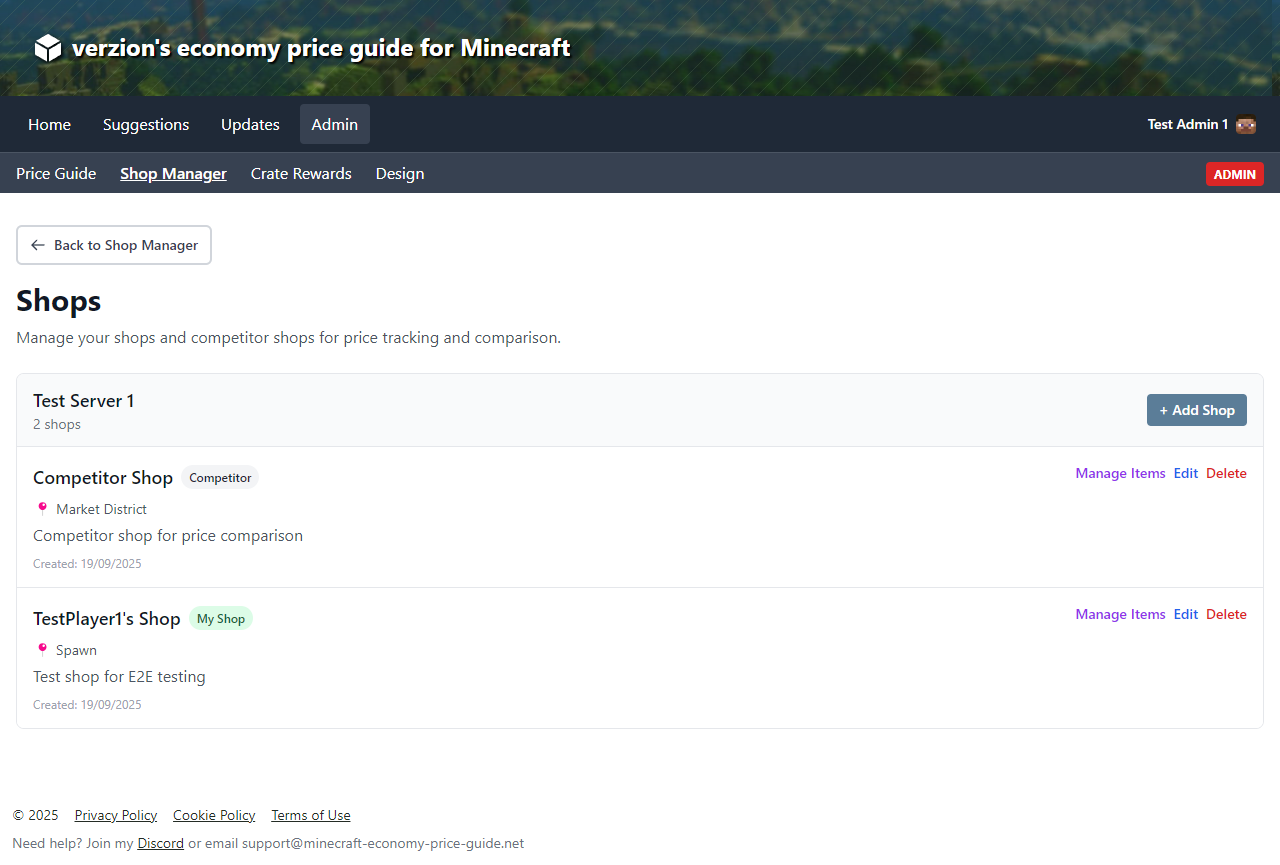 verzion's economy price guide for Minecraft
Home Suggestions Updates Admin Test Admin 1
Price Guide Shop Manager Crate Rewards Design ADMIN
← Back to Shop Manager
Shops
Manage your shops and competitor shops for price tracking and comparison.
Test Server 1
2 shops
+ Add Shop
Competitor Shop Competitor Manage Items Edit Delete
Market District
Competitor shop for price comparison
Created: 19/09/2025
TestPlayer1's Shop My Shop Manage Items Edit Delete
Spawn
Test shop for E2E testing
Created: 19/09/2025
© 2025 Privacy Policy Cookie Policy Terms of Use
Need help? Join my Discord or email support@minecraft-economy-price-guide.net